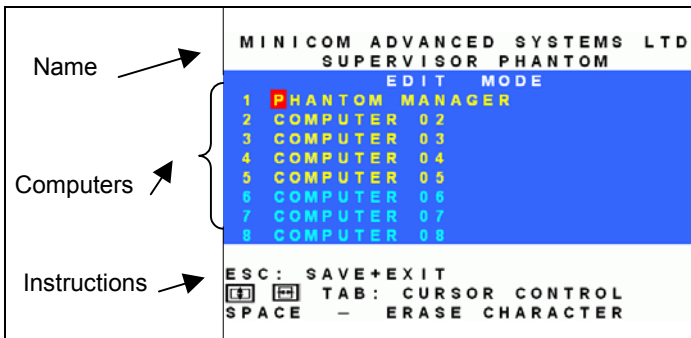 MINICOM ADVANCED SYSTEMS LTD
SUPERVISOR PHANTOM
Name
EDIT MODE
1 PHANTOM MANAGER
2 COMPUTER 02
3 COMPUTER 03
4 COMPUTER 04
5 COMPUTER 05
Computers
6 COMPUTER 06
7 COMPUTER 07
8 COMPUTER 08
Instructions
ESC: SAVE+EXIT
TAB: CURSOR CONTROL
SPACE – ERASE CHARACTER